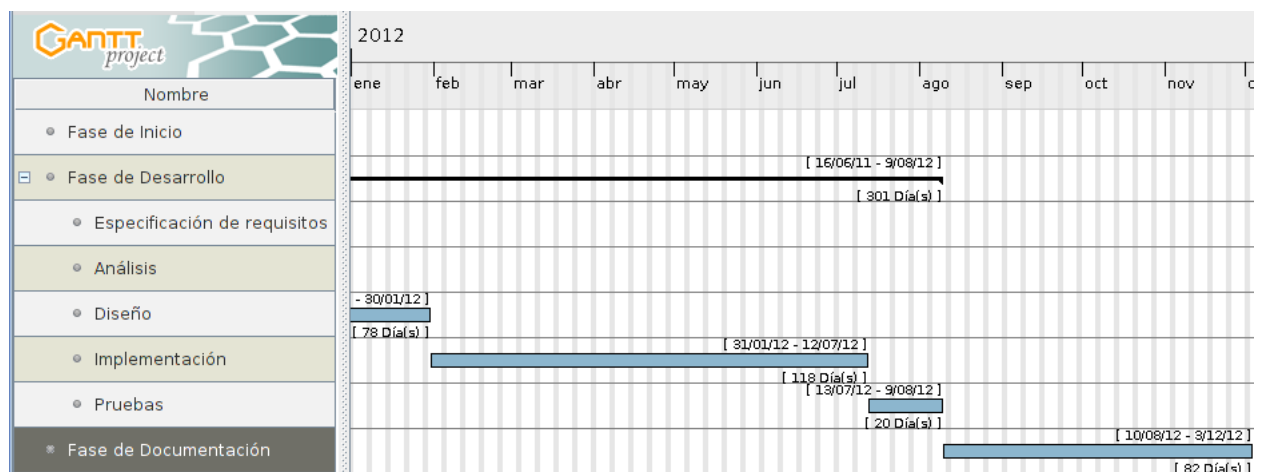 GANTT
project
2012
ene feb mar abr may jun jul ago sep oct nov
Nombre
Fase de Inicio
[ 16/06/11 - 9/08/12 ]
Fase de Desarrollo
[ 301 Día(s) ]
Especificación de requisitos
Análisis
- 30/01/12 ]
Diseño
[ 78 Día(s) ]
[ 31/01/12 - 12/07/12 ]
Implementación
[ 118 Día(s) ]
[ 13/07/12 - 9/08/12 ]
Pruebas
[ 20 Día(s) ]
[ 10/08/12 - 3/12/12 ]
Fase de Documentación
[ 82 Día(s) ]